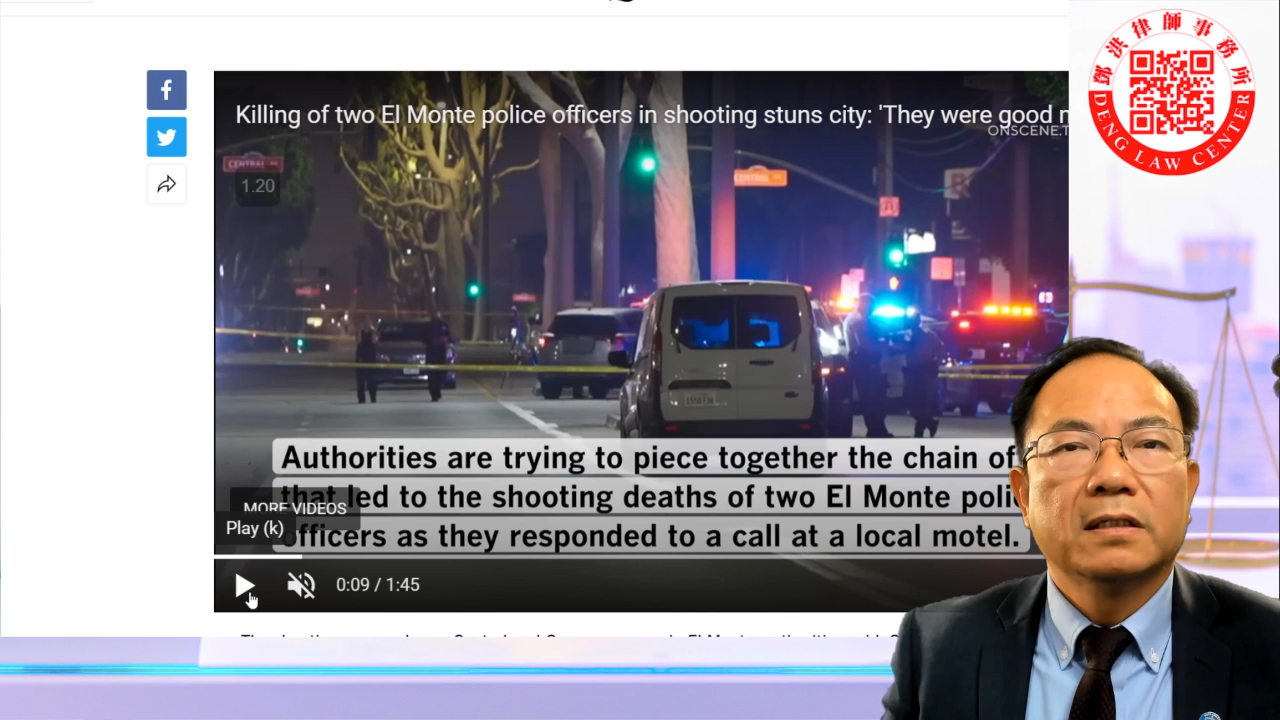 Killing of two El Monte police officers in shooting stuns city: 'They were good m
ONSCENE.T
CENTRAL
1.20
Authorities are trying to piece together the chain of
that led to the shooting deaths of two El Monte poli
officers as they responded to a call at a local motel.
MORE VIDEOS
Play (k)
0:09 / 1:45
鄧洪律師事務所
DENG LAW CENTER